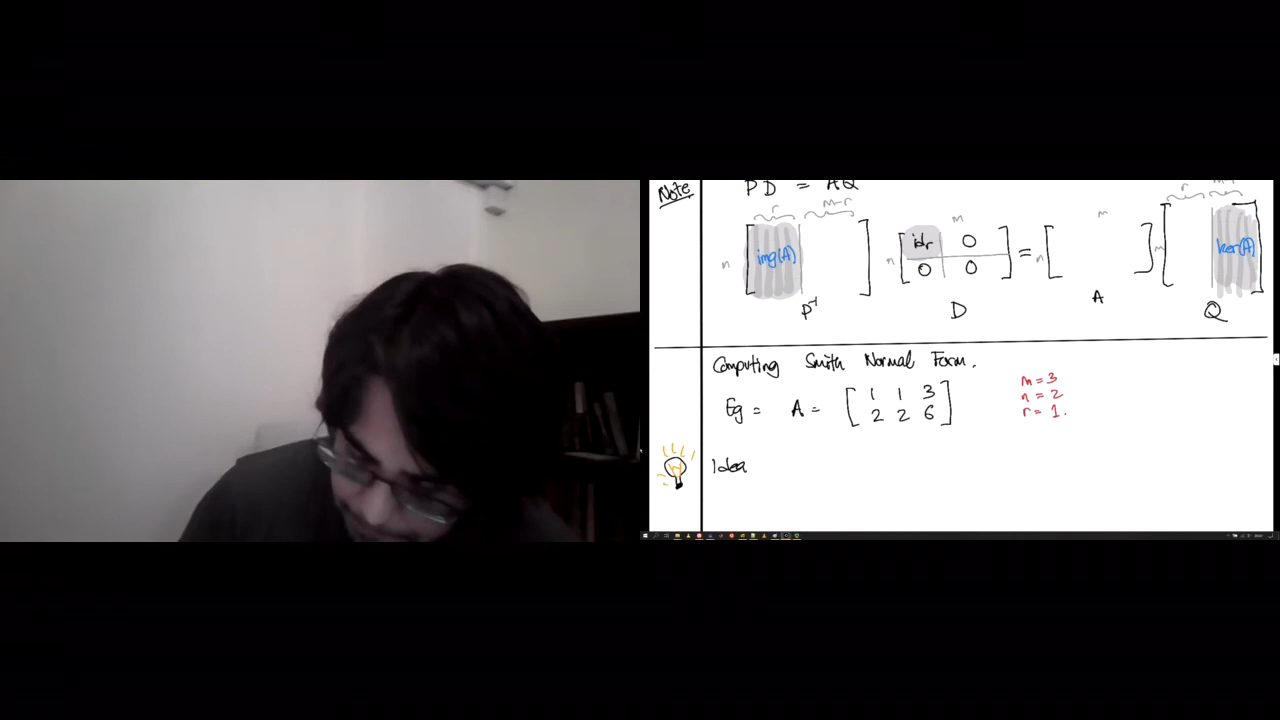 Note
PD = AQ
r m-r r m-r
n [ img(A) ] n [ idr 0 ] m = n [ ] m m [ ker(A) ]
0 0
P⁻¹ D A Q
Computing Smith Normal Form.
Eg = A = [ 1 1 3 ] m = 3
[ 2 2 6 ] n = 2
r = 1.
Idea